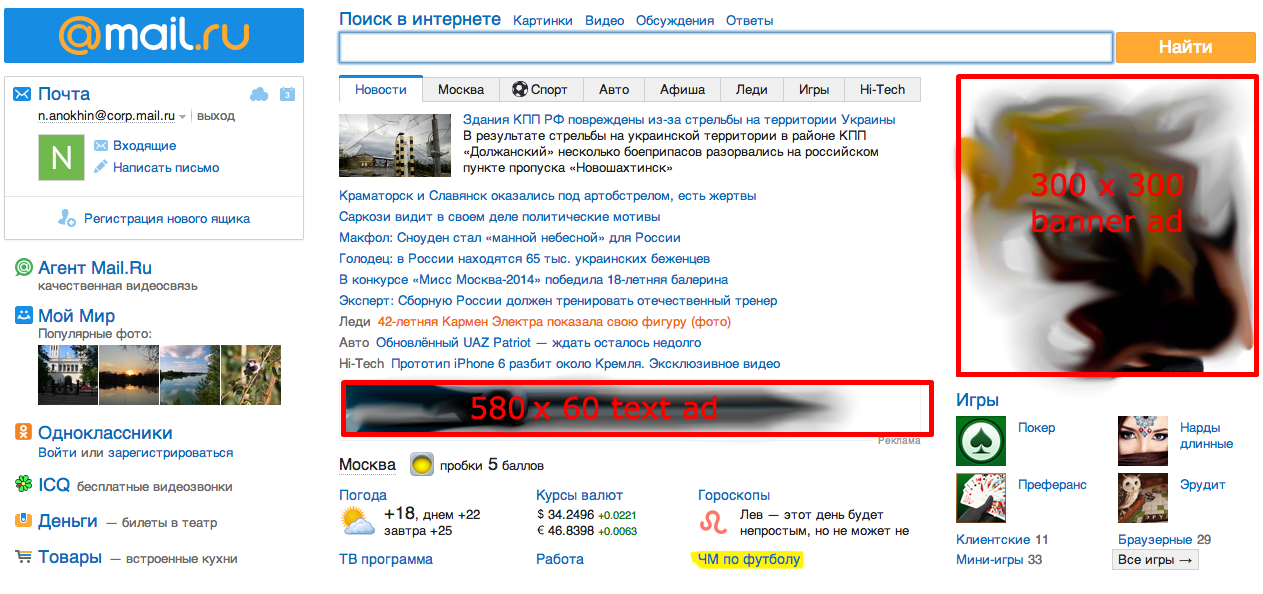 @mail.ru
Поиск в интернете Картинки Видео Обсуждения Ответы
Найти
Почта
3
n.anokhin@corp.mail.ru выход
N
Входящие
Написать письмо
Регистрация нового ящика
Агент Mail.Ru
качественная видеосвязь
Мой Мир
Популярные фото:
Одноклассники
Войти или зарегистрироваться
ICQ бесплатные видеозвонки
Деньги — билеты в театр
Товары — встроенные кухни
Новости Москва Спорт Авто Афиша Леди Игры Hi-Tech
Здания КПП РФ повреждены из-за стрельбы на территории Украины
В результате стрельбы на украинской территории в районе КПП
«Должанский» несколько боеприпасов разорвались на российском
пункте пропуска «Новошахтинск»
Краматорск и Славянск оказались под артобстрелом, есть жертвы
Саркози видит в своем деле политические мотивы
Макфол: Сноуден стал «манной небесной» для России
Голодец: в России находятся 65 тыс. украинских беженцев
В конкурсе «Мисс Москва-2014» победила 18-летняя балерина
Эксперт: Сборную России должен тренировать отечественный тренер
Леди 42-летняя Кармен Электра показала свою фигуру (фото)
Авто Обновлённый UAZ Patriot — ждать осталось недолго
Hi-Tech Прототип iPhone 6 разбит около Кремля. Эксклюзивное видео
580 x 60 text ad
Реклама
Москва пробки 5 баллов
Погода
+18, днем +22
завтра +25
Курсы валют
$ 34.2496 +0.0221
€ 46.8398 +0.0063
Гороскопы
Лев — этот день будет
непростым, но не может не
ТВ программа Работа ЧМ по футболу
300 x 300
banner ad
Игры
Покер
Нарды
длинные
Преферанс
Эрудит
Клиентские 11 Браузерные 29
Мини-игры 33 Все игры →